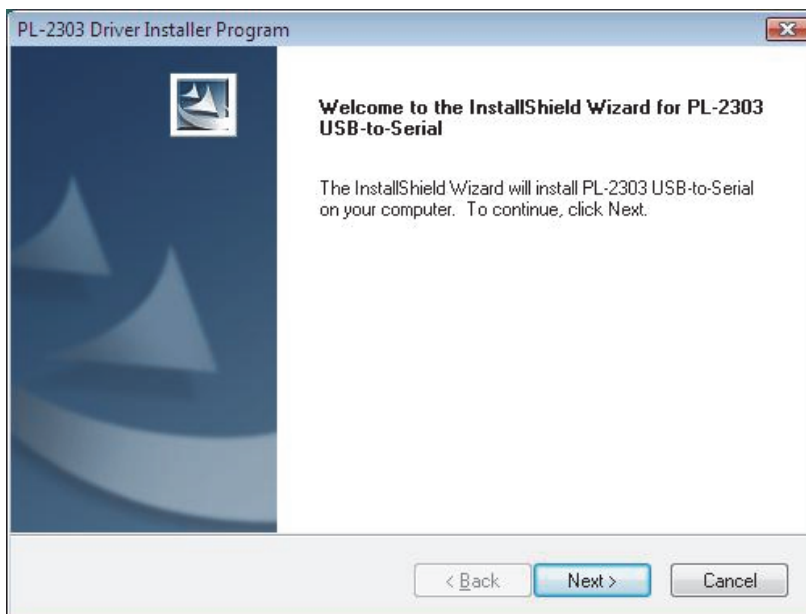 PL-2303 Driver Installer Program
Welcome to the InstallShield Wizard for PL-2303
USB-to-Serial
The InstallShield Wizard will install PL-2303 USB-to-Serial
on your computer. To continue, click Next.
< Back
Next >
Cancel